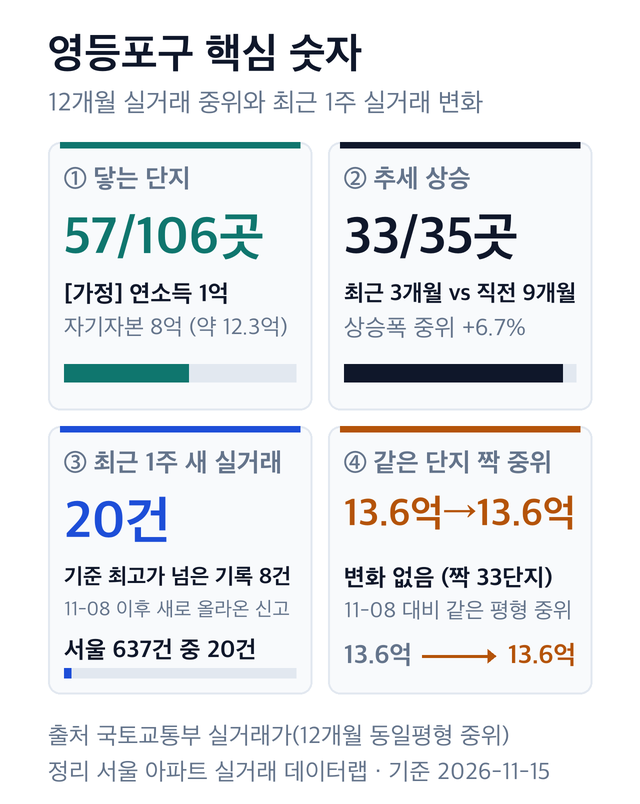 영등포구 핵심 숫자
12개월 실거래 중위와 최근 1주 실거래 변화
① 닿는 단지
57/106곳
[가정] 연소득 1억
자기자본 8억 (약 12.3억)
② 추세 상승
33/35곳
최근 3개월 vs 직전 9개월
상승폭 중위 +6.7%
③ 최근 1주 새 실거래
20건
기준 최고가 넘은 기록 8건
11-08 이후 새로 올라온 신고
서울 637건 중 20건
④ 같은 단지 짝 중위
13.6억→13.6억
변화 없음 (짝 33단지)
11-08 대비 같은 평형 중위
13.6억 → 13.6억
출처 국토교통부 실거래가(12개월 동일평형 중위)
정리 서울 아파트 실거래 데이터랩 · 기준 2026-11-15